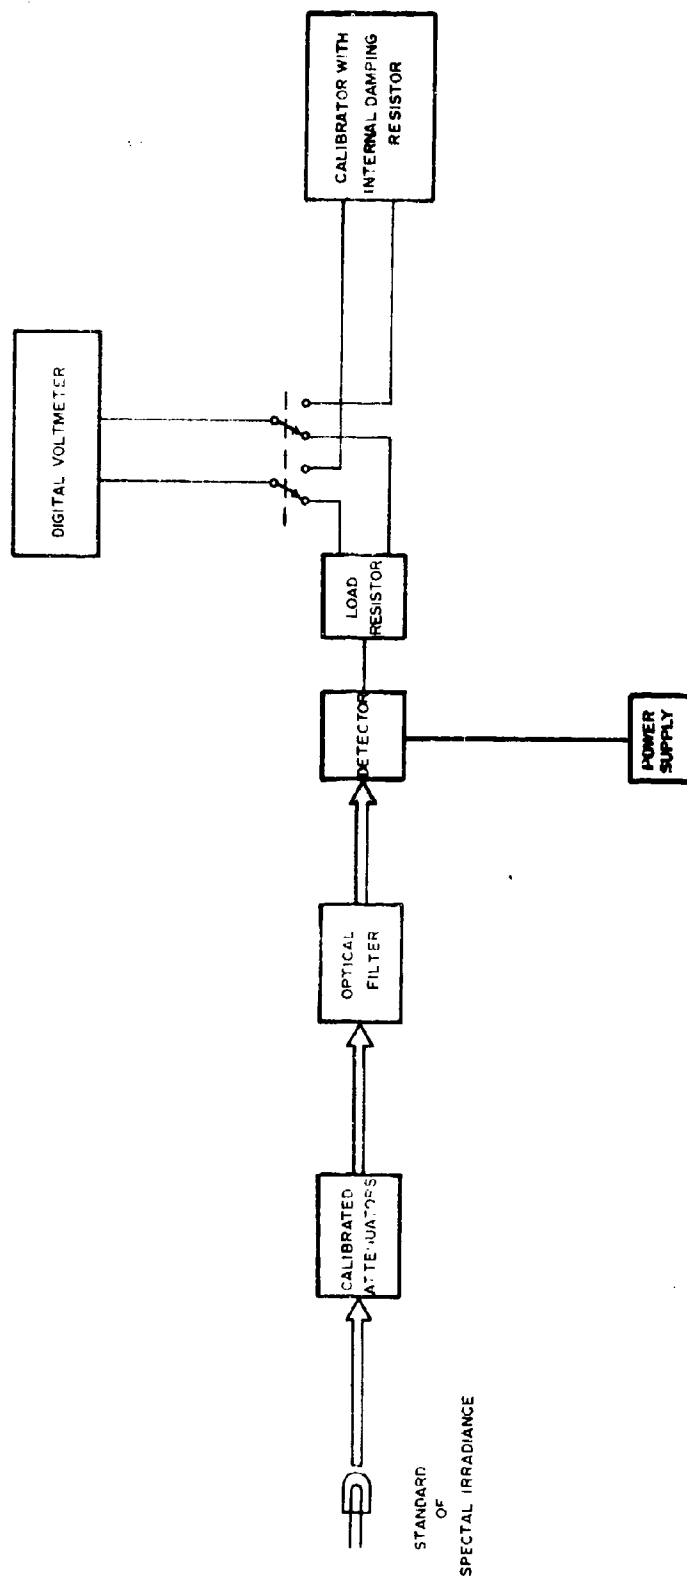 STANDARD
OF
SPECTAL IRRADIANCE
CALIBRATED
ATTENUATORS
OPTICAL
FILTER
DETECTOR
POWER
SUPPLY
LOAD
RESISTOR
DIGITAL VOLTMETER
CALIBRATOR WITH
INTERNAL DAMPING
RESISTOR